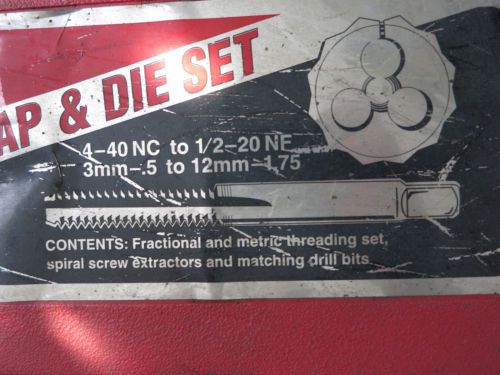 AP & DIE SET
4-40 NC to 1/2-20 NF
3mm-.5 to 12mm-1.75
CONTENTS: Fractional and metric threading set,
spiral screw extractors and matching drill bits